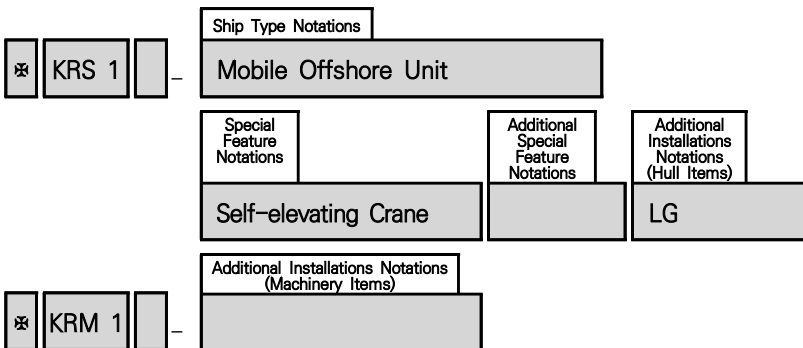 Ship Type Notations
✠ KRS 1 – Mobile Offshore Unit
Special
Feature
Notations
Additional
Special
Feature
Notations
Additional
Installations
Notations
(Hull Items)
Self-elevating Crane
LG
Additional Installations Notations
(Machinery Items)
✠ KRM 1 –